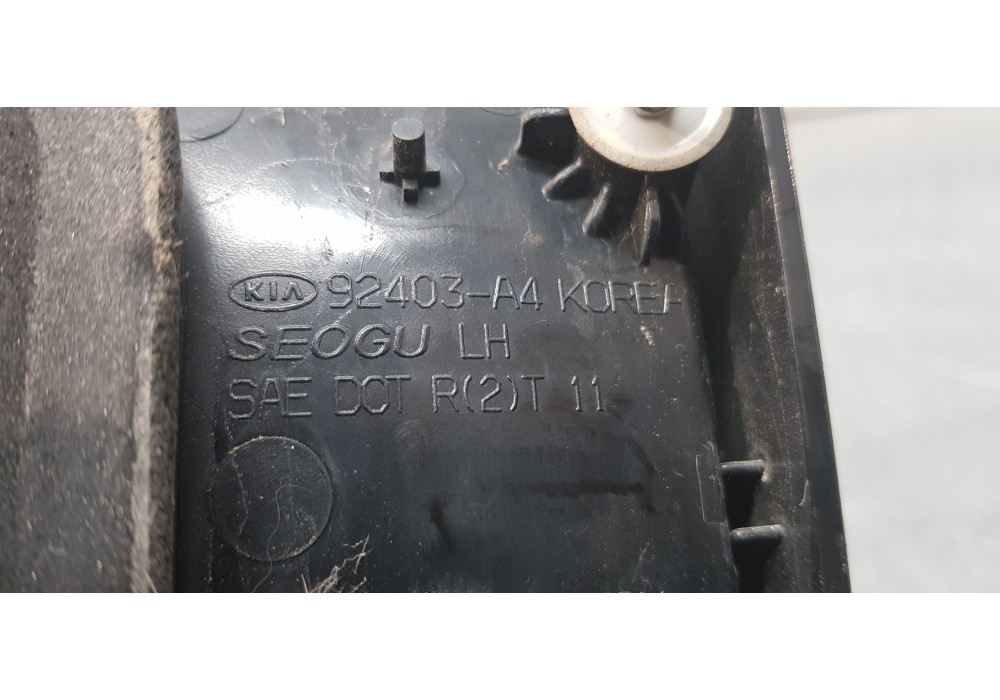 KIA 92403-A4 KOREA
SEOGU LH
SAE DOT R(2)T 11